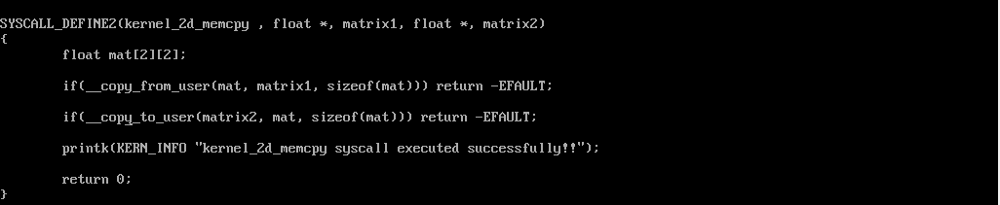 SYSCALL_DEFINE2(kernel_2d_memcpy , float *, matrix1, float *, matrix2)
{
        float mat[2][2];
        if(__copy_from_user(mat, matrix1, sizeof(mat))) return -EFAULT;
        if(__copy_to_user(matrix2, mat, sizeof(mat))) return -EFAULT;
        printk(KERN_INFO "kernel_2d_memcpy syscall executed successfully!!");
        return 0;
}